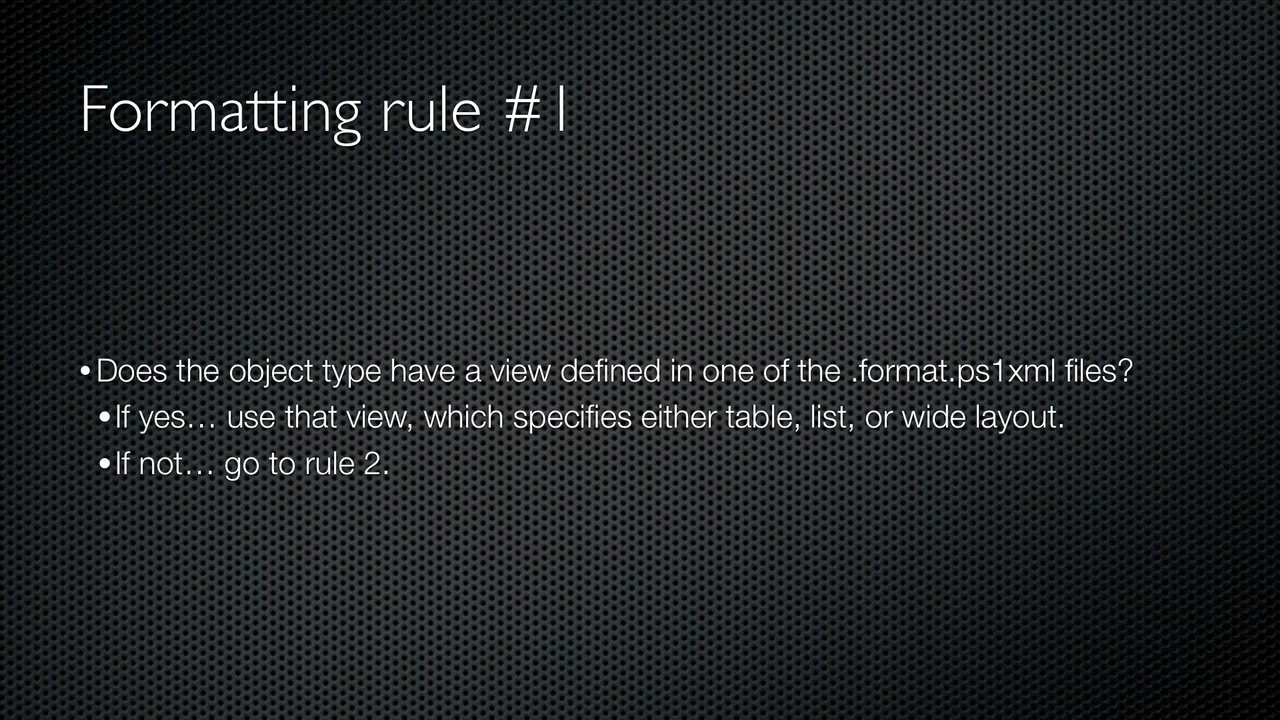 Formatting rule #1
• Does the object type have a view defined in one of the .format.ps1xml files?
• If yes… use that view, which specifies either table, list, or wide layout.
• If not… go to rule 2.